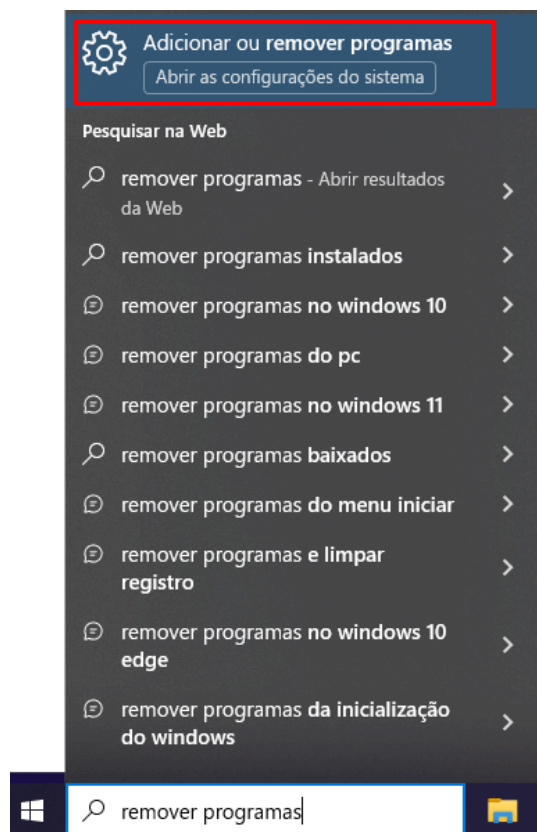 Adicionar ou remover programas
Abrir as configurações do sistema
Pesquisar na Web
remover programas - Abrir resultados
da Web
remover programas instalados
remover programas no windows 10
remover programas do pc
remover programas no windows 11
remover programas baixados
remover programas do menu iniciar
remover programas e limpar
registro
remover programas no windows 10
edge
remover programas da inicialização
do windows
remover programas